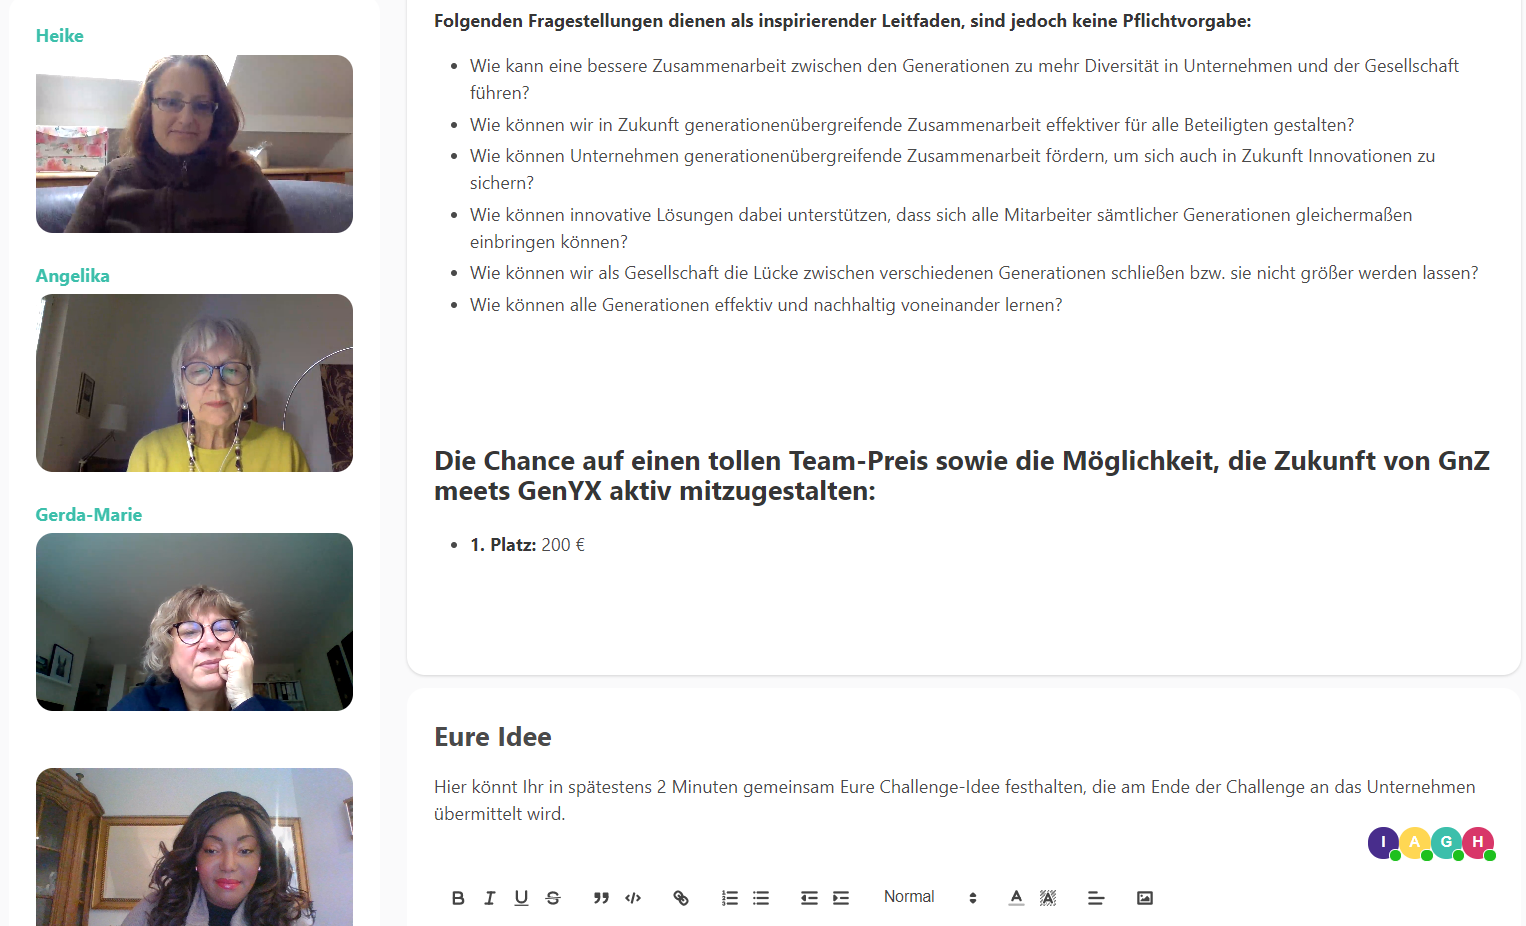 Heike
Angelika
Gerda-Marie
Folgenden Fragestellungen dienen als inspirierender Leitfaden, sind jedoch keine Pflichtvorgabe:
Wie kann eine bessere Zusammenarbeit zwischen den Generationen zu mehr Diversität in Unternehmen und der Gesellschaft
führen?
Wie können wir in Zukunft generationenübergreifende Zusammenarbeit effektiver für alle Beteiligten gestalten?
Wie können Unternehmen generationenübergreifende Zusammenarbeit fördern, um sich auch in Zukunft Innovationen zu
sichern?
Wie können innovative Lösungen dabei unterstützen, dass sich alle Mitarbeiter sämtlicher Generationen gleichermaßen
einbringen können?
Wie können wir als Gesellschaft die Lücke zwischen verschiedenen Generationen schließen bzw. sie nicht größer werden lassen?
Wie können alle Generationen effektiv und nachhaltig voneinander lernen?
Die Chance auf einen tollen Team-Preis sowie die Möglichkeit, die Zukunft von GnZ
meets GenYX aktiv mitzugestalten:
1. Platz: 200 €
Eure Idee
Hier könnt Ihr in spätestens 2 Minuten gemeinsam Eure Challenge-Idee festhalten, die am Ende der Challenge an das Unternehmen
übermittelt wird.
I A G H
B I U S Normal A A